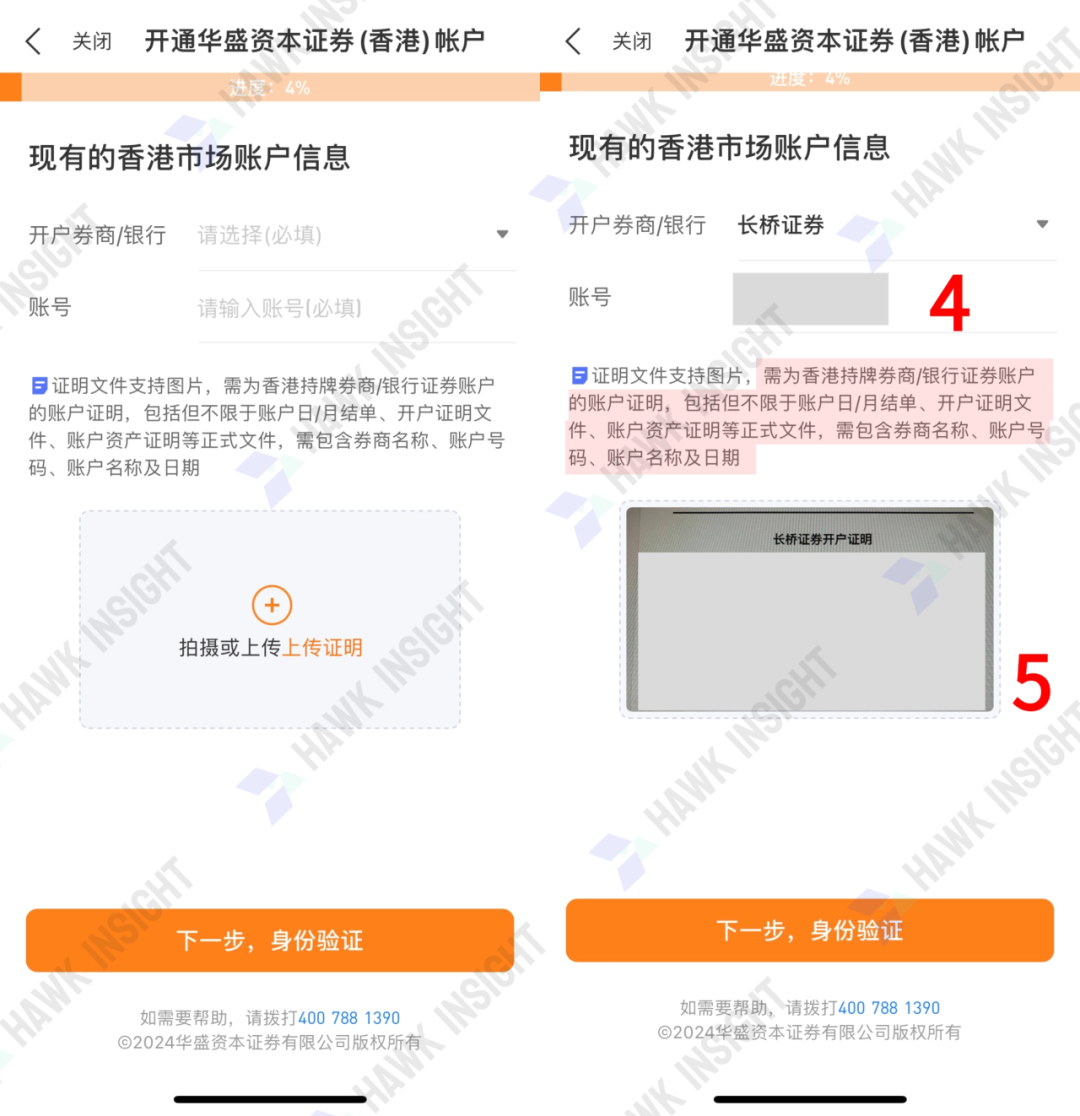 关闭 开通华盛资本证券(香港)帐户
进度：4%
现有的香港市场账户信息
开户券商/银行 请选择(必填)
账号 请输入账号(必填)
证明文件支持图片，需为香港持牌券商/银行证券账户
的账户证明，包括但不限于账户日/月结单、开户证明文
件、账户资产证明等正式文件，需包含券商名称、账户号
码、账户名称及日期
拍摄或上传上传证明
下一步，身份验证
如需要帮助，请拨打400 788 1390
©2024华盛资本证券有限公司版权所有
关闭 开通华盛资本证券(香港)帐户
进度：4%
现有的香港市场账户信息
开户券商/银行 长桥证券
账号
4
证明文件支持图片，需为香港持牌券商/银行证券账户
的账户证明，包括但不限于账户日/月结单、开户证明文
件、账户资产证明等正式文件，需包含券商名称、账户号
码、账户名称及日期
长桥证券开户证明
5
下一步，身份验证
如需要帮助，请拨打400 788 1390
©2024华盛资本证券有限公司版权所有
HAWK INSIGHT